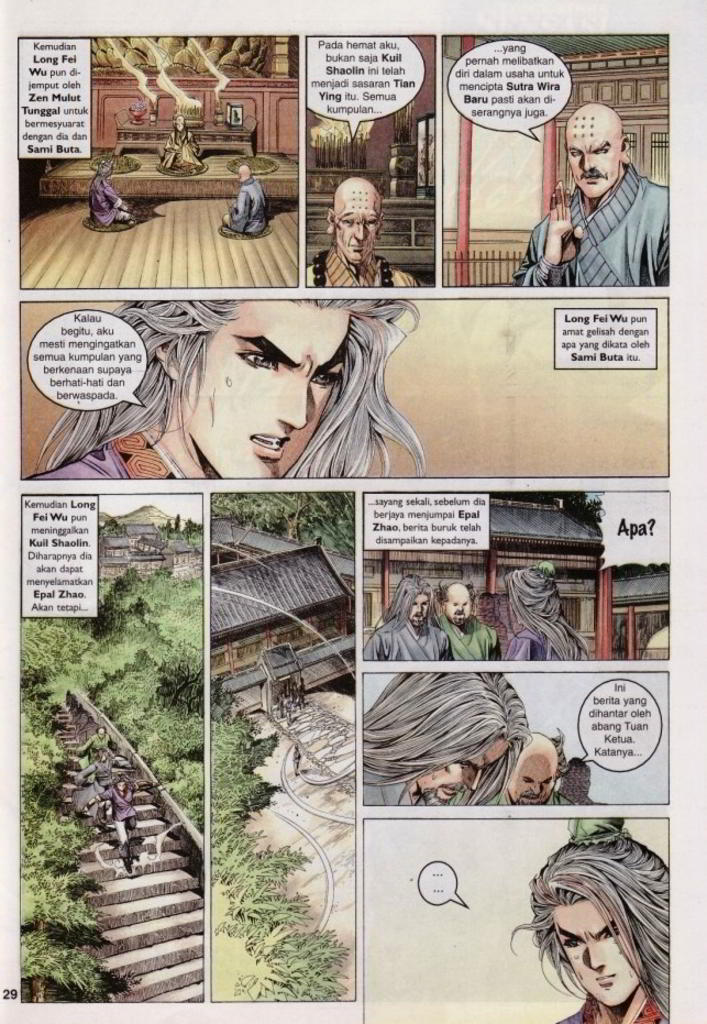 Kemudian
Long Fei
Wu pun di-
jemput oleh
Zen Mulut
Tunggal untuk
bermesyuarat
dengan dia dan
Sami Buta.
Pada hemat aku,
bukan saja Kuil
Shaolin ini telah
menjadi sasaran Tian
Ying itu. Semua
kumpulan...
...yang
pernah melibatkan
diri dalam usaha untuk
mencipta Sutra Wira
Baru pasti akan di-
serangnya juga.
Kalau
begitu, aku
mesti mengingatkan
semua kumpulan yang
berkenaan supaya
berhati-hati dan
berwaspada.
Long Fei Wu pun
amat gelisah dengan
apa yang dikata oleh
Sami Buta itu.
Kemudian Long
Fei Wu pun
meninggalkan
Kuil Shaolin.
Diharapnya dia
akan dapat
menyelamatkan
Epal Zhao.
Akan tetapi...
...sayang sekali, sebelum dia
berjaya menjumpai Epal
Zhao, berita buruk telah
disampaikan kepadanya.
Apa?
Ini
berita yang
dihantar oleh
abang Tuan
Ketua.
Katanya...
...
...
29